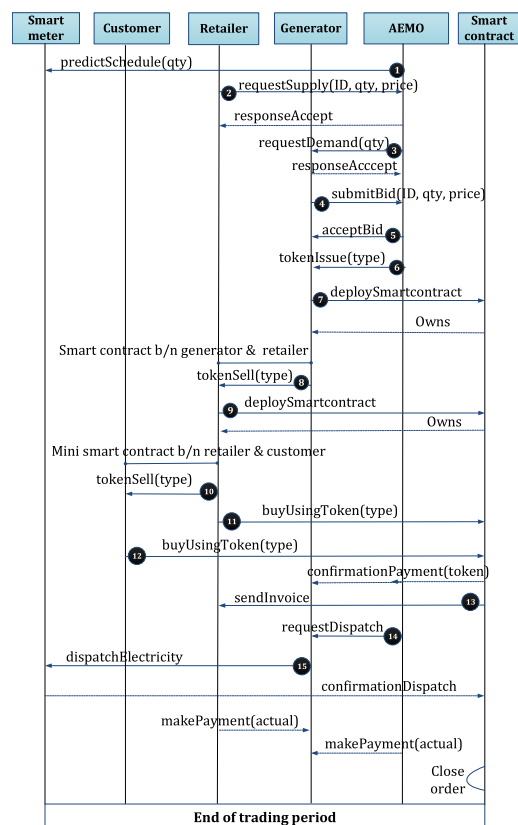 Smart meter
Customer
Retailer
Generator
AEMO
Smart contract
predictSchedule(qty)
1
2
requestSupply(ID, qty, price)
responseAccept
requestDemand(qty)
3
responseAcccept
4
submitBid(ID, qty, price)
acceptBid
5
tokenIssue(type)
6
7
deploySmartcontract
Owns
Smart contract b/n generator & retailer
tokenSell(type)
8
9
deploySmartcontract
Owns
Mini smart contract b/n retailer & customer
tokenSell(type)
10
11
buyUsingToken(type)
12
buyUsingToken(type)
confirmationPayment(token)
sendInvoice
13
requestDispatch
14
dispatchElectricity
15
confirmationDispatch
makePayment(actual)
makePayment(actual)
Close
order
End of trading period